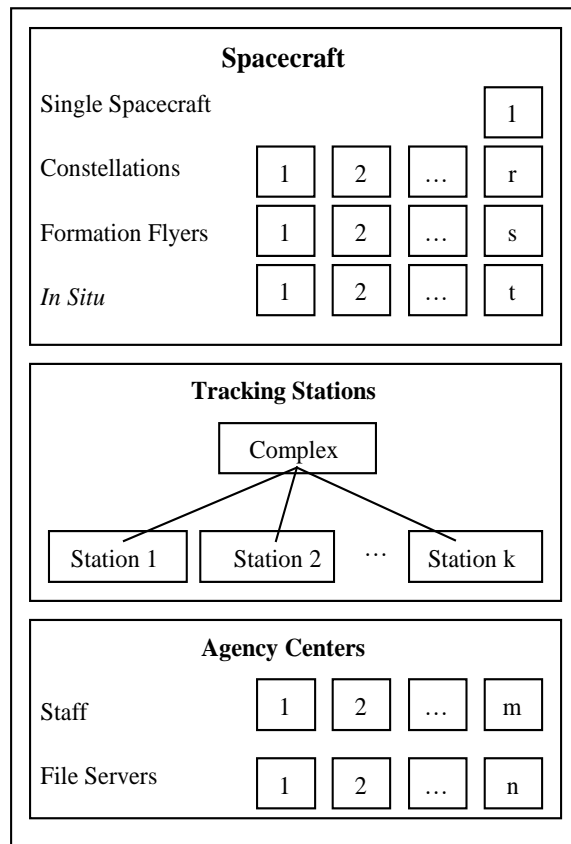 Spacecraft
Single Spacecraft 1
Constellations 1 2 … r
Formation Flyers 1 2 … s
In Situ 1 2 … t
Tracking Stations
Complex
Station 1 Station 2 … Station k
Agency Centers
Staff 1 2 … m
File Servers 1 2 … n